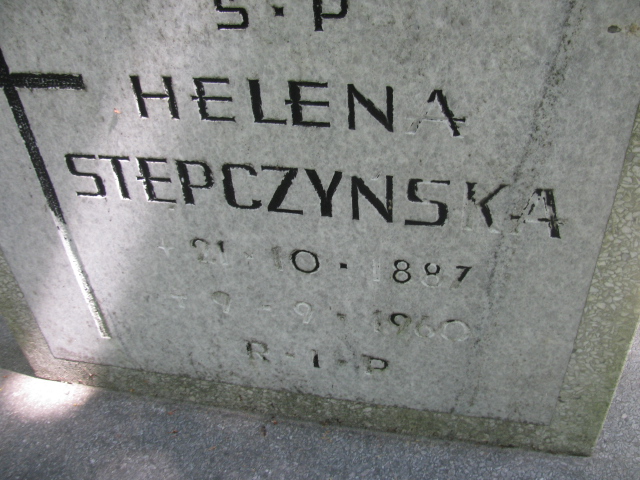 S·P
HELENA
STEPCZYNSKA
+ 21·10·1887
+ 9·9·1960
R·I·P